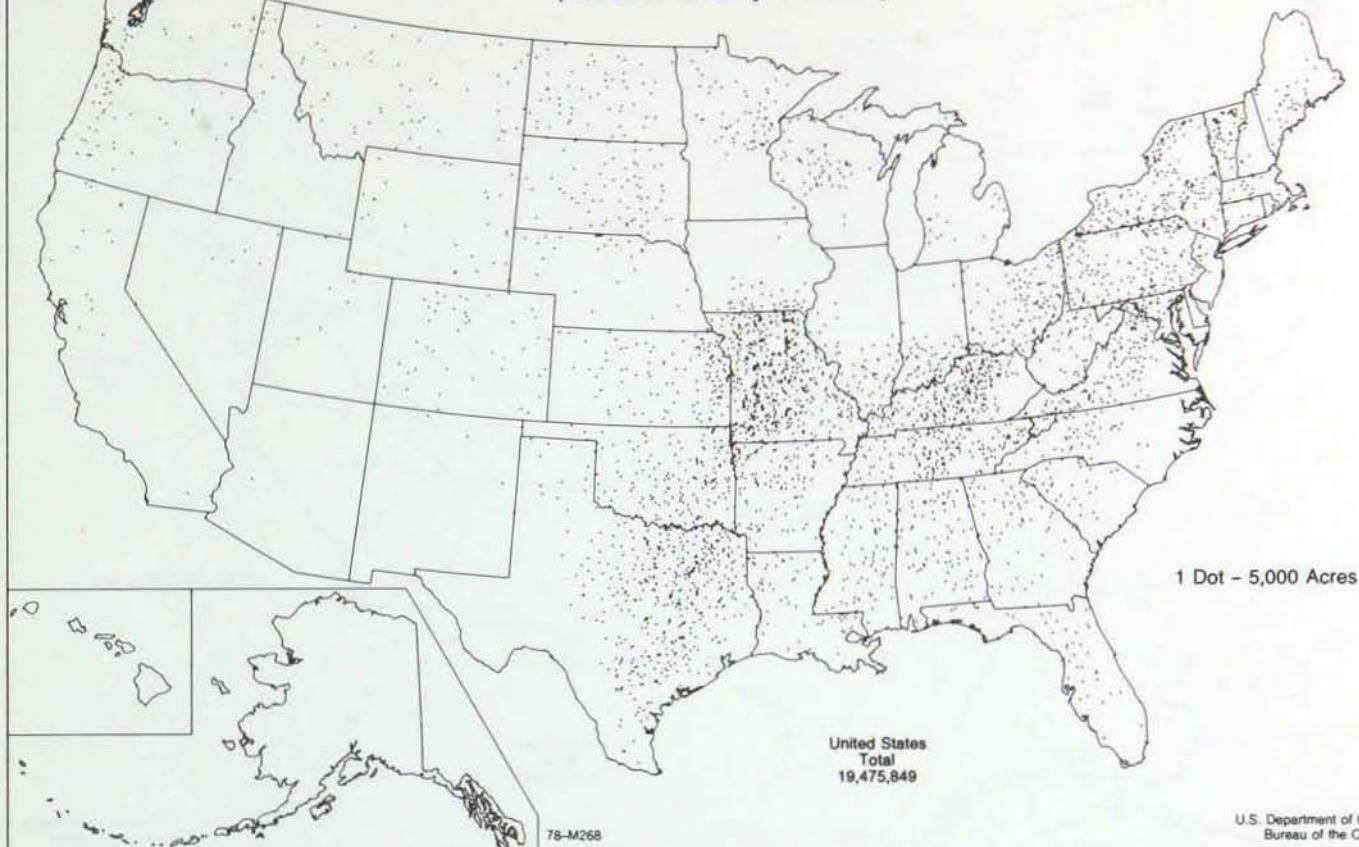 1 Dot – 5,000 Acres
United States
Total
19,475,849
78-M268
U.S. Department of
Bureau of the